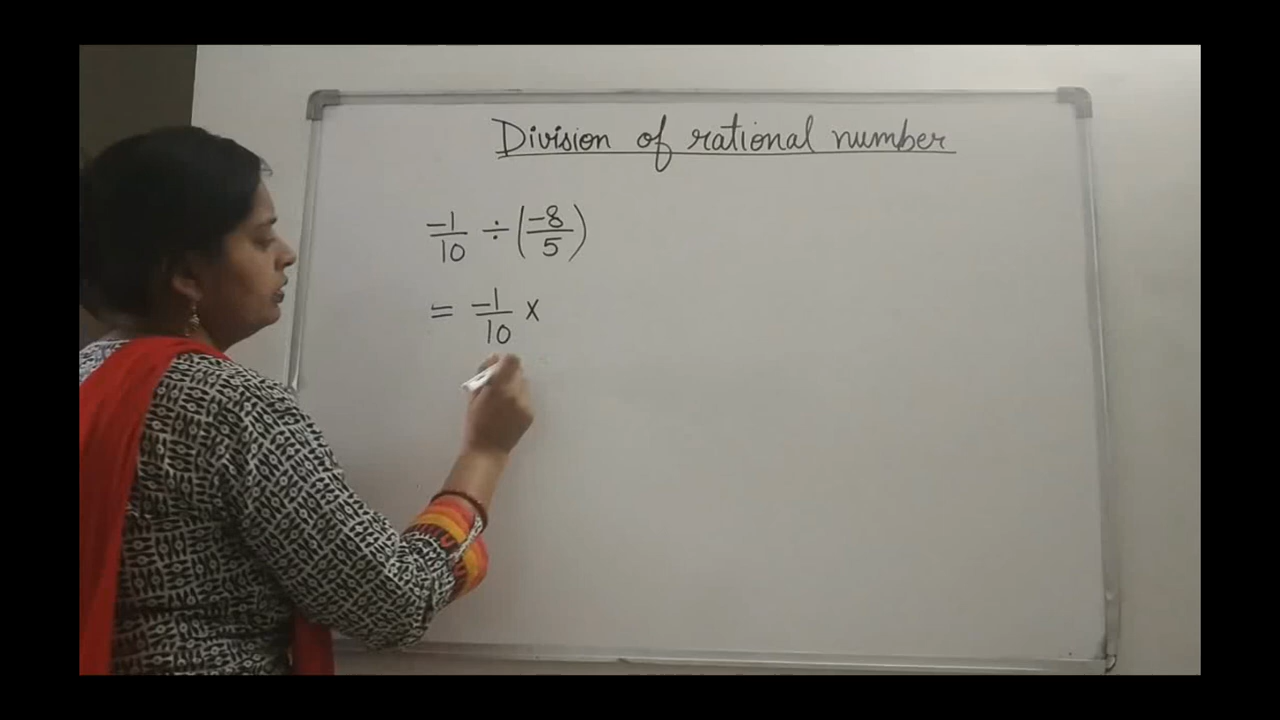 Division of rational number
-1/10 ÷ (-8/5)
= -1/10 ×